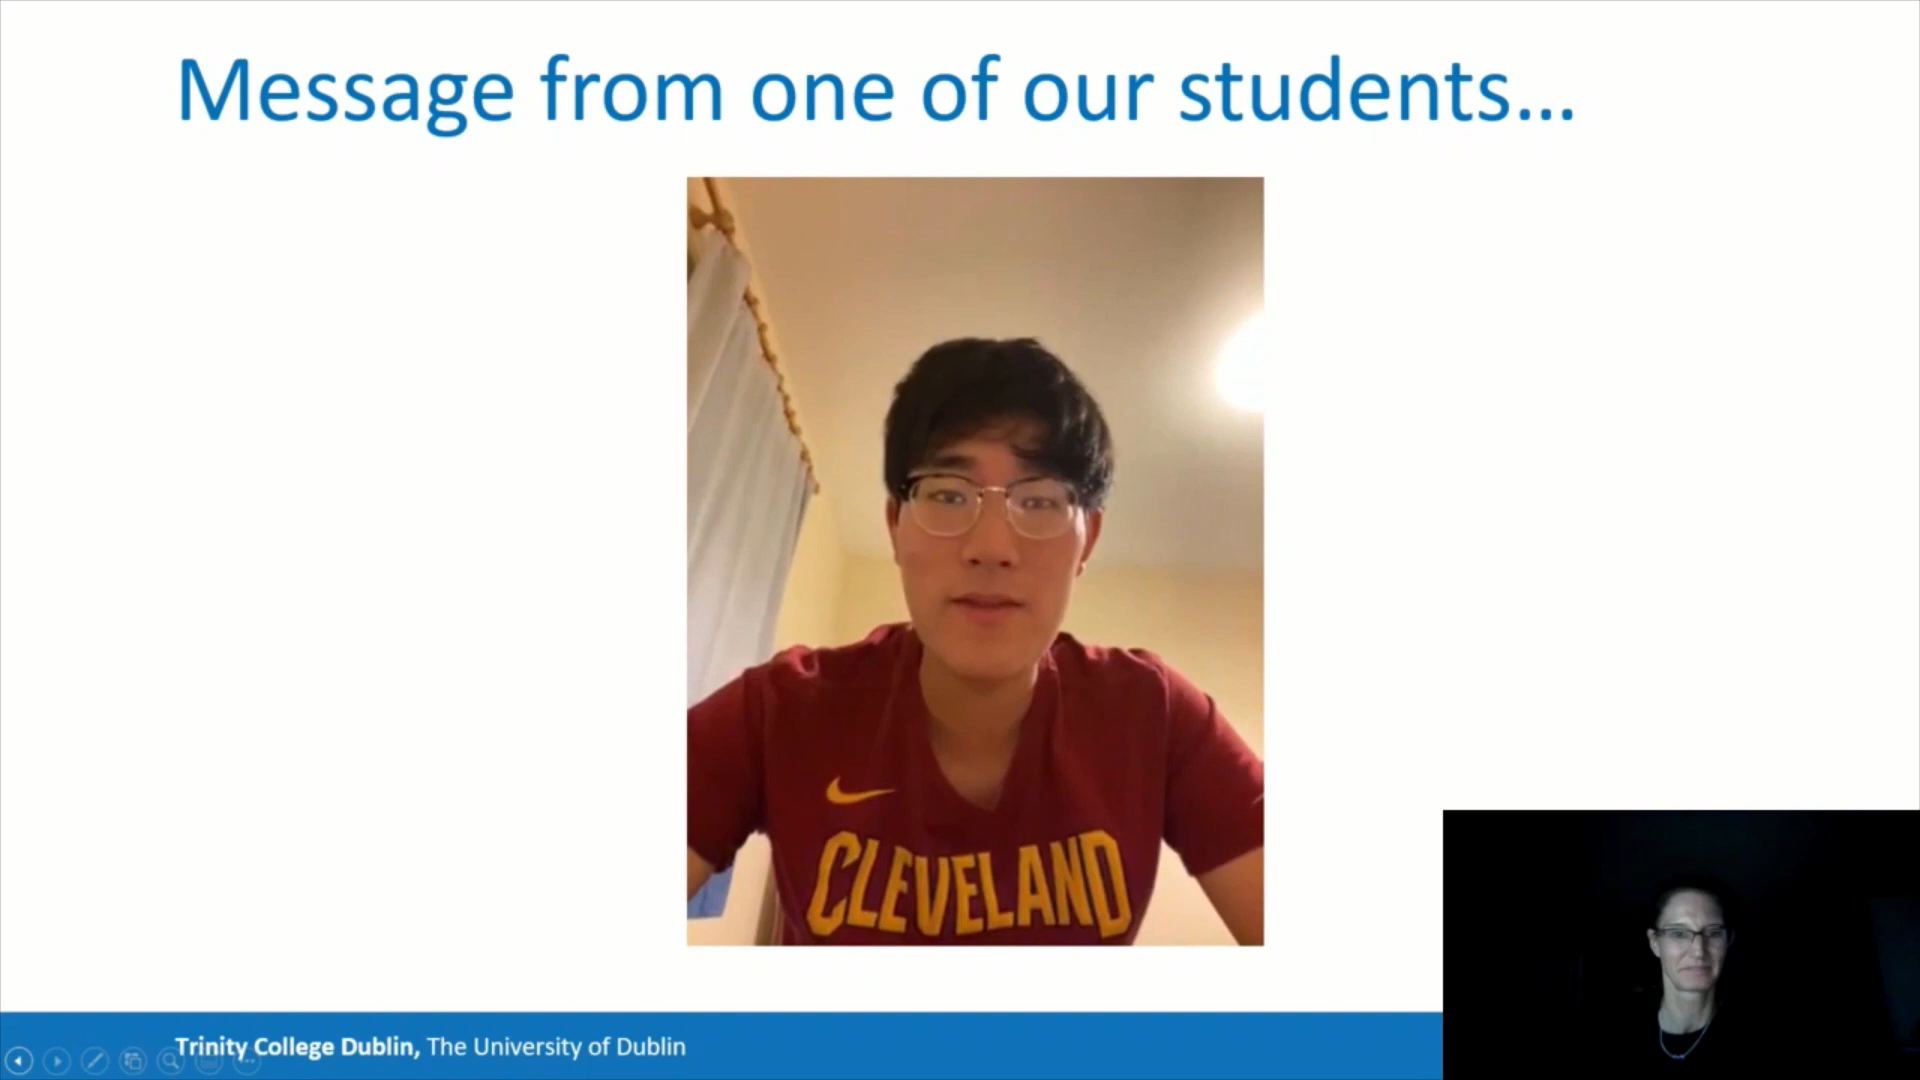 Message from one of our students...
CLEVELAND
Trinity College Dublin, The University of Dublin